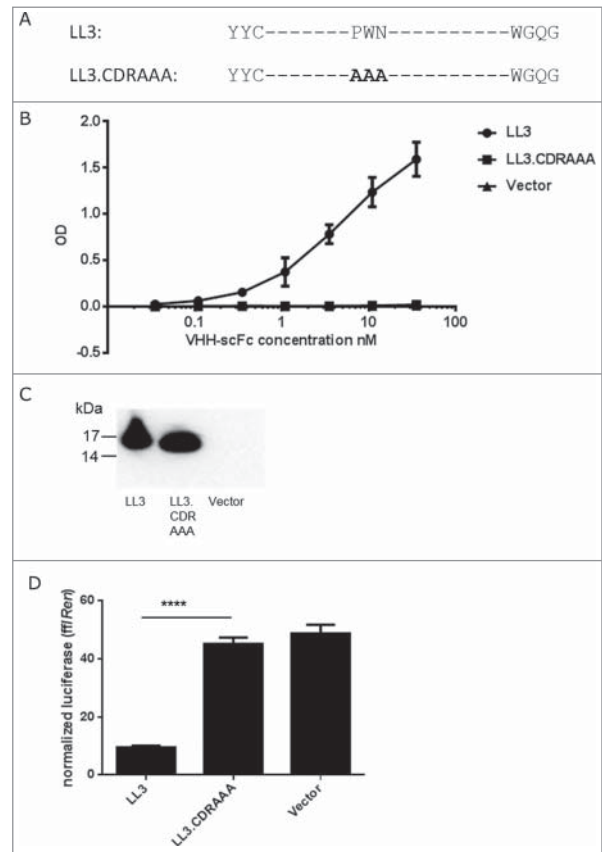 A
LL3: YYC------PWN----------WGQG
LL3.CDRAAA: YYC------AAA----------WGQG
B
2.0
1.5
1.0
0.5
0.0
-0.5
OD
0.1 1 10 100
VHH-scFc concentration nM
LL3
LL3.CDRAAA
Vector
C
kDa
17
14
LL3 LL3. Vector
CDR
AAA
D
60
40
20
0
normalized luciferase (ff/Ren)
****
LL3
LL3.CDRAAA
Vector